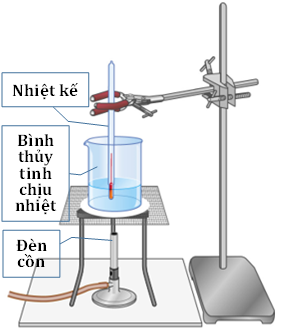 Nhiệt kế
Bình
thủy
tinh
chịu
nhiệt
Đèn
cồn